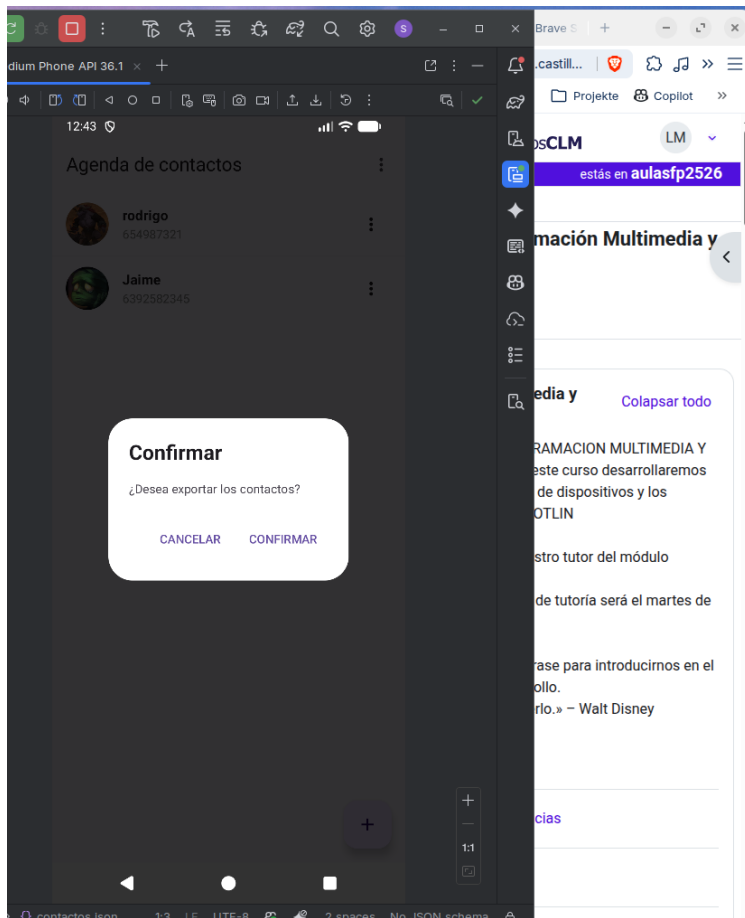 S
Brave S
dium Phone API 36.1
.castill...
Projekte
Copilot
12:43
osCLM
LM
estás en aulasfp2526
Agenda de contactos
rodrigo
654987321
Jaime
6392582345
mación Multimedia y
edia y
Colapsar todo
RAMACION MULTIMEDIA Y
este curso desarrollaremos
de dispositivos y los
OTLIN
stro tutor del módulo
de tutoría será el martes de
rase para introducirnos en el
ollo.
rlo.» – Walt Disney
cias
Confirmar
¿Desea exportar los contactos?
CANCELAR
CONFIRMAR
1:1
contactos.json
1:3
LF
UTF-8
2 spaces
No JSON schema